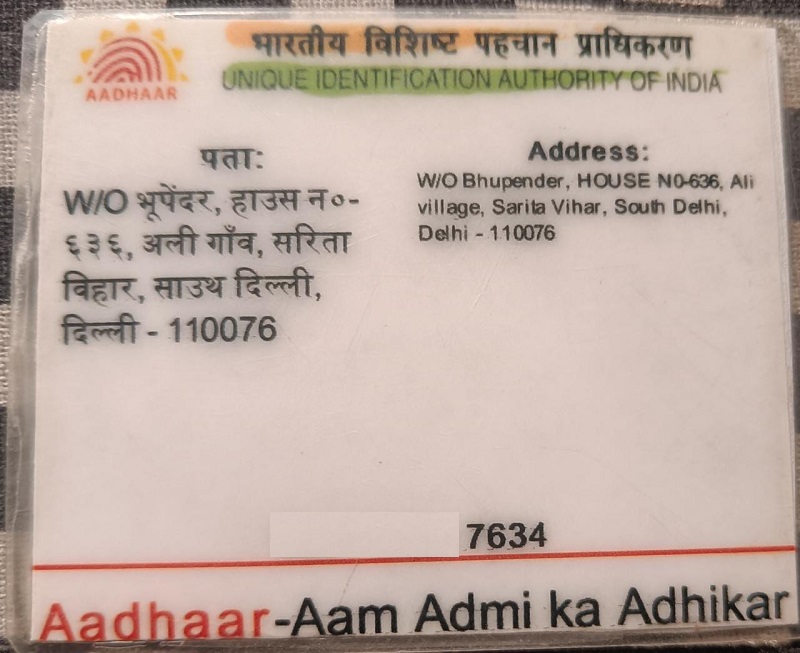 AADHAAR
भारतीय विशिष्ट पहचान प्राधिकरण
UNIQUE IDENTIFICATION AUTHORITY OF INDIA
पता:
W/O भूपेंदर, हाउस न०-
६३६, अली गाँव, सरिता
विहार, साउथ दिल्ली,
दिल्ली - 110076
Address:
W/O Bhupender, HOUSE N0-636, Ali
village, Sarita Vihar, South Delhi,
Delhi - 110076
7634
Aadhaar-Aam Admi ka Adhikar